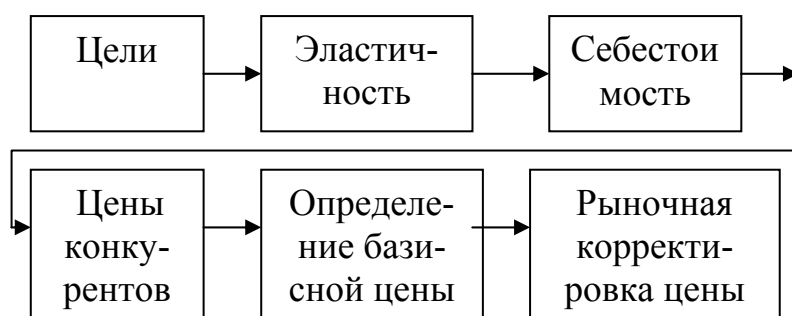 Цели
Эластич-
ность
Себестои
мость
Цены
конку-
рентов
Определе-
ние бази-
сной цены
Рыночная
корректи-
ровка цены